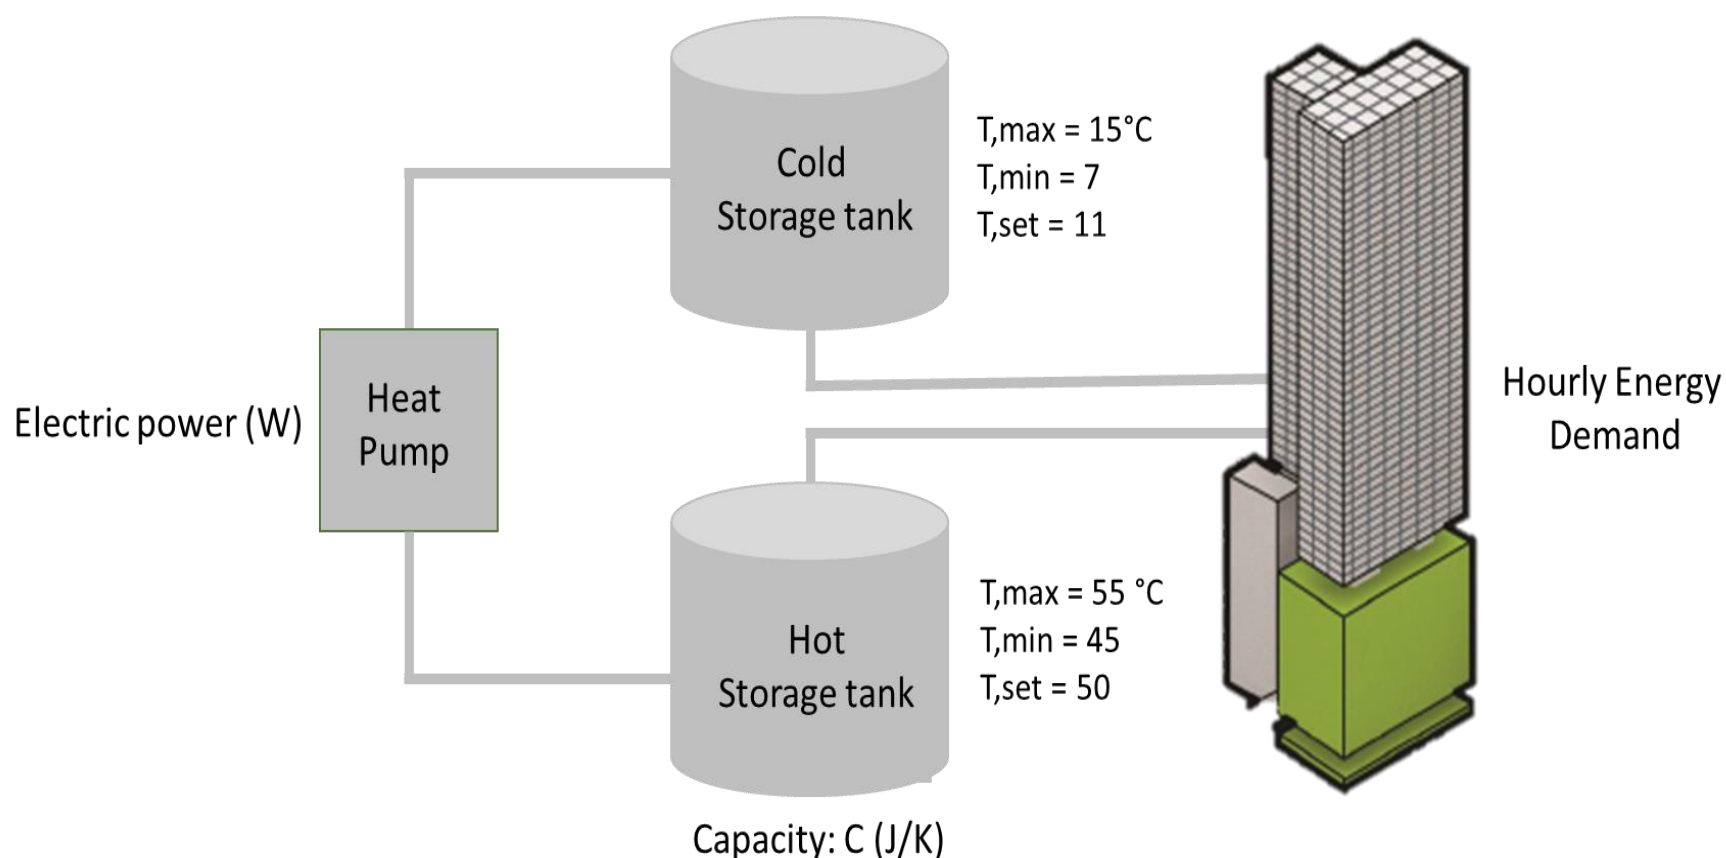 Cold
Storage tank
T,max = 15°C
T,min = 7
T,set = 11
Electric power (W)
Heat
Pump
Hourly Energy
Demand
Hot
Storage tank
T,max = 55 °C
T,min = 45
T,set = 50
Capacity: C (J/K)